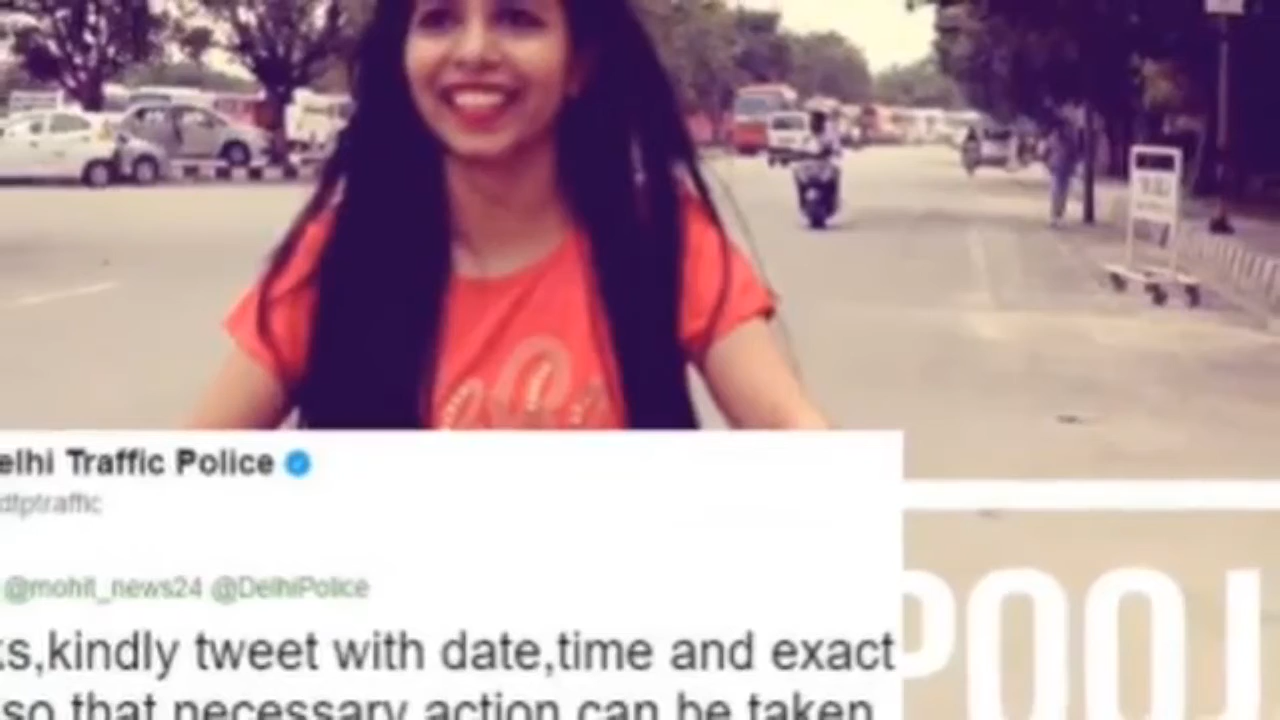 elhi Traffic Police
dtptraffic
@mohit_news24 @DelhiPolice
ks,kindly tweet with date,time and exact
so that necessary action can be taken
POOJ